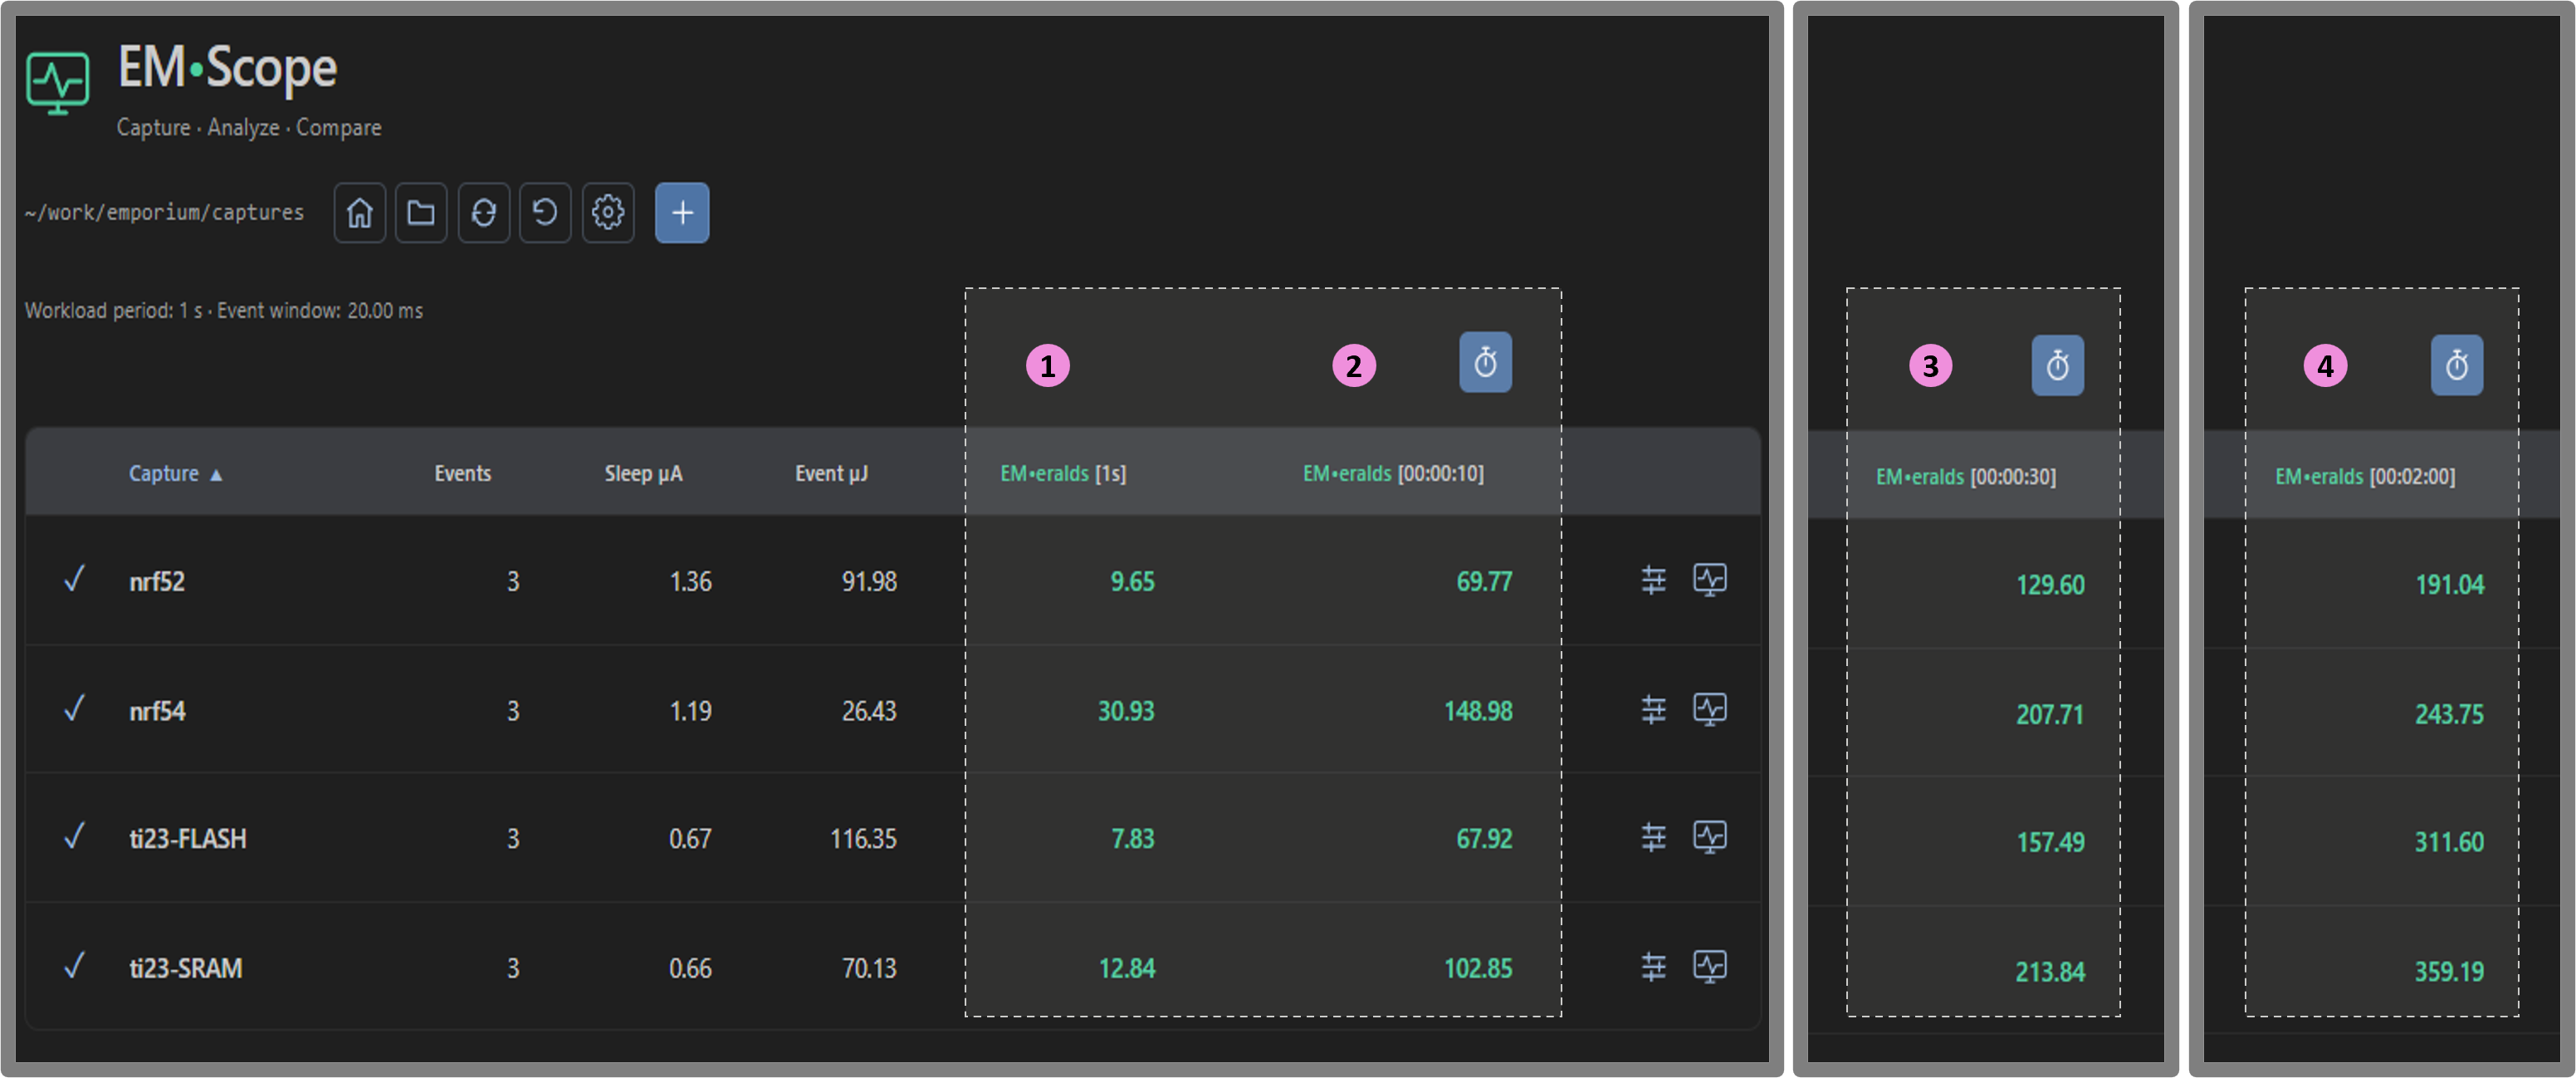 EM•Scope
Capture · Analyze · Compare
~/work/emporium/captures
Workload period: 1 s · Event window: 20.00 ms
1 2 3 4
Capture ▲ Events Sleep µA Event µJ EM•eralds [1s] EM•eralds [00:00:10] EM•eralds [00:00:30] EM•eralds [00:02:00]
nrf52 3 1.36 91.98 9.65 69.77 129.60 191.04
nrf54 3 1.19 26.43 30.93 148.98 207.71 243.75
ti23-FLASH 3 0.67 116.35 7.83 67.92 157.49 311.60
ti23-SRAM 3 0.66 70.13 12.84 102.85 213.84 359.19